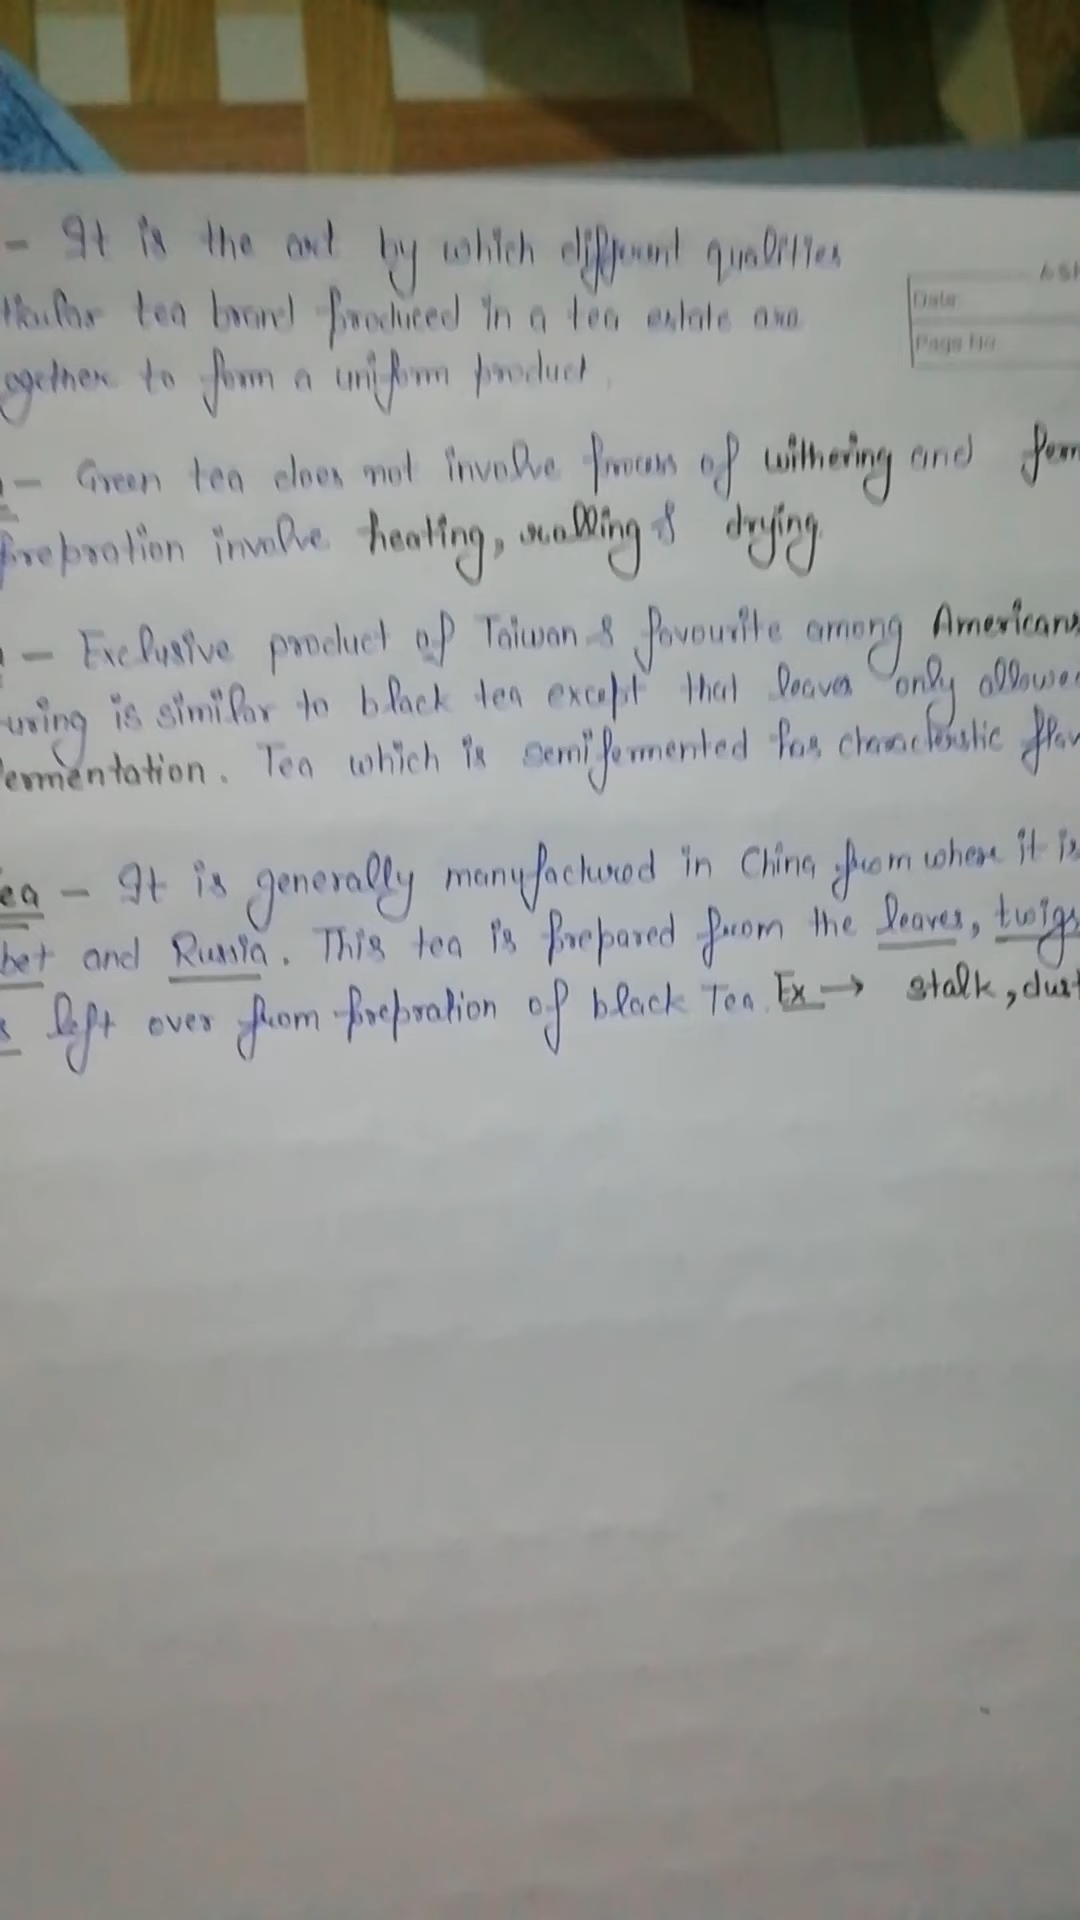 - It is the art by which different qualities
ticular tea brand produced in a tea estate are
ogether to form a uniform product.
Date
Page No
- Green tea does not involve process of withering and ferm
prepration involve heating, rolling & drying.
- Exclusive product of Taiwan & favourite among Americans
uring is similar to black tea except that leaves only allowe
ermentation. Tea which is semifermented has characterstic flav
ea - It is generally manufactured in China from where it is
bet and Russia. This tea is prepared from the leaves, twigs
s left over from prepration of black Tea. Ex → stalk, dust